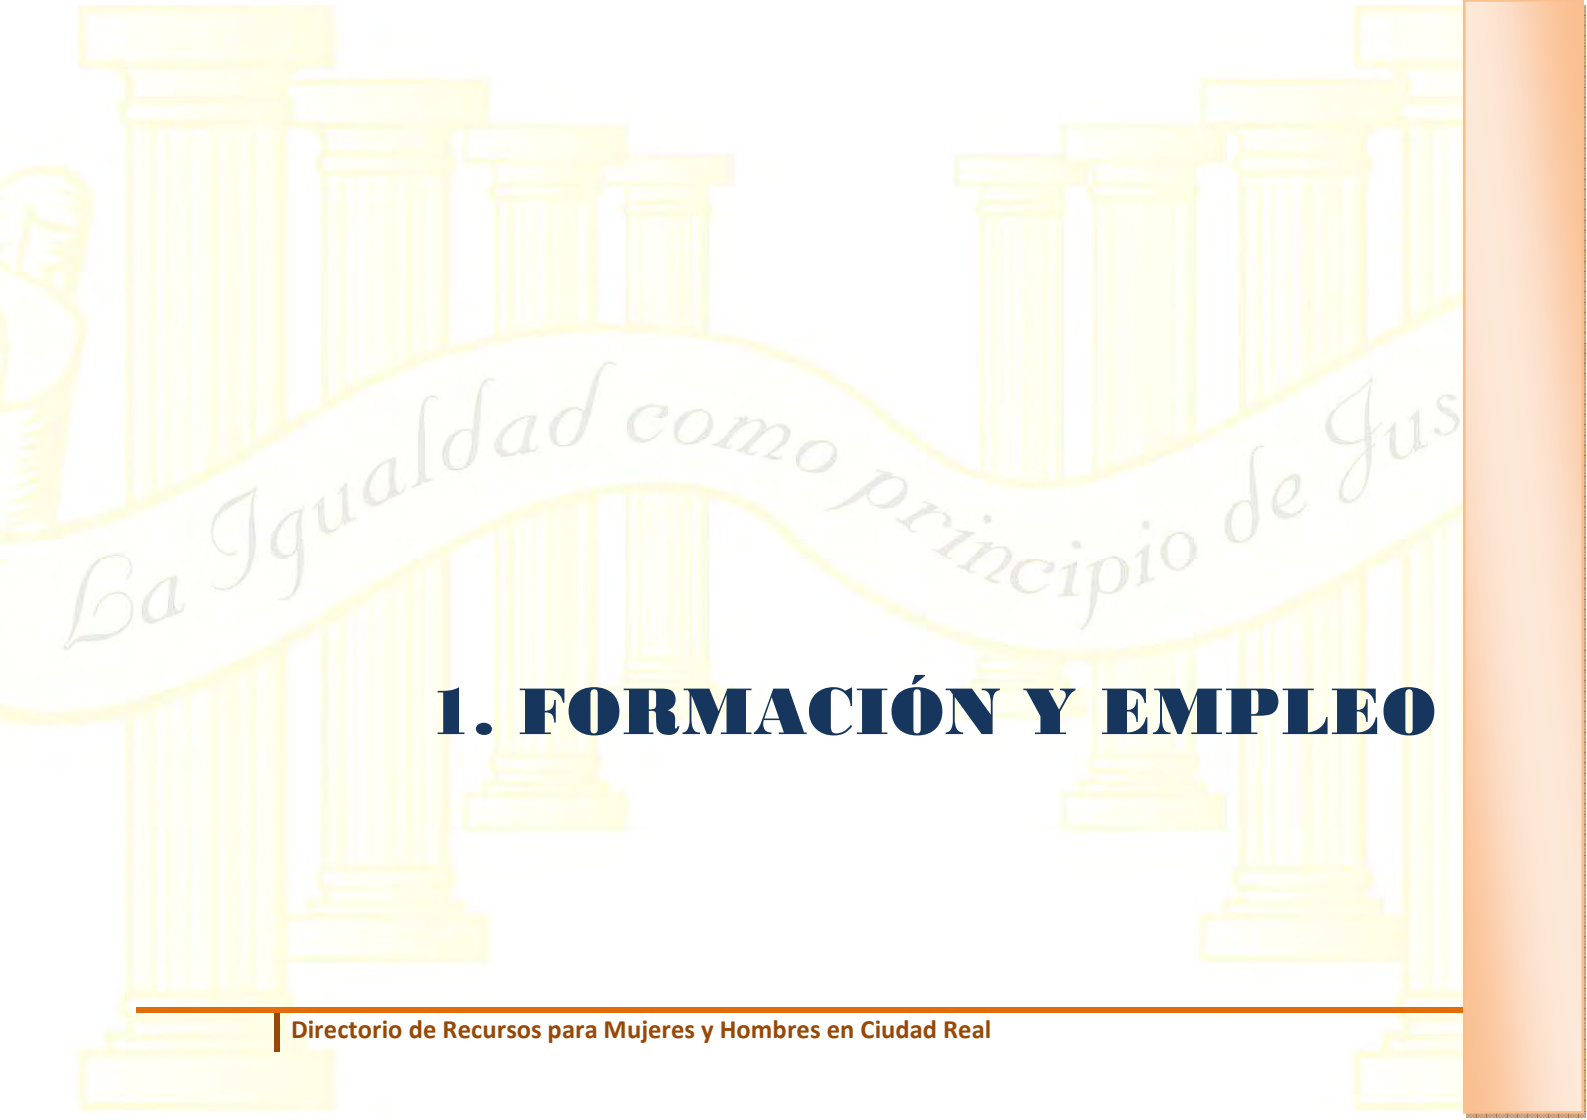 La Igualdad como principio de Jus
1. FORMACIÓN Y EMPLEO
Directorio de Recursos para Mujeres y Hombres en Ciudad Real